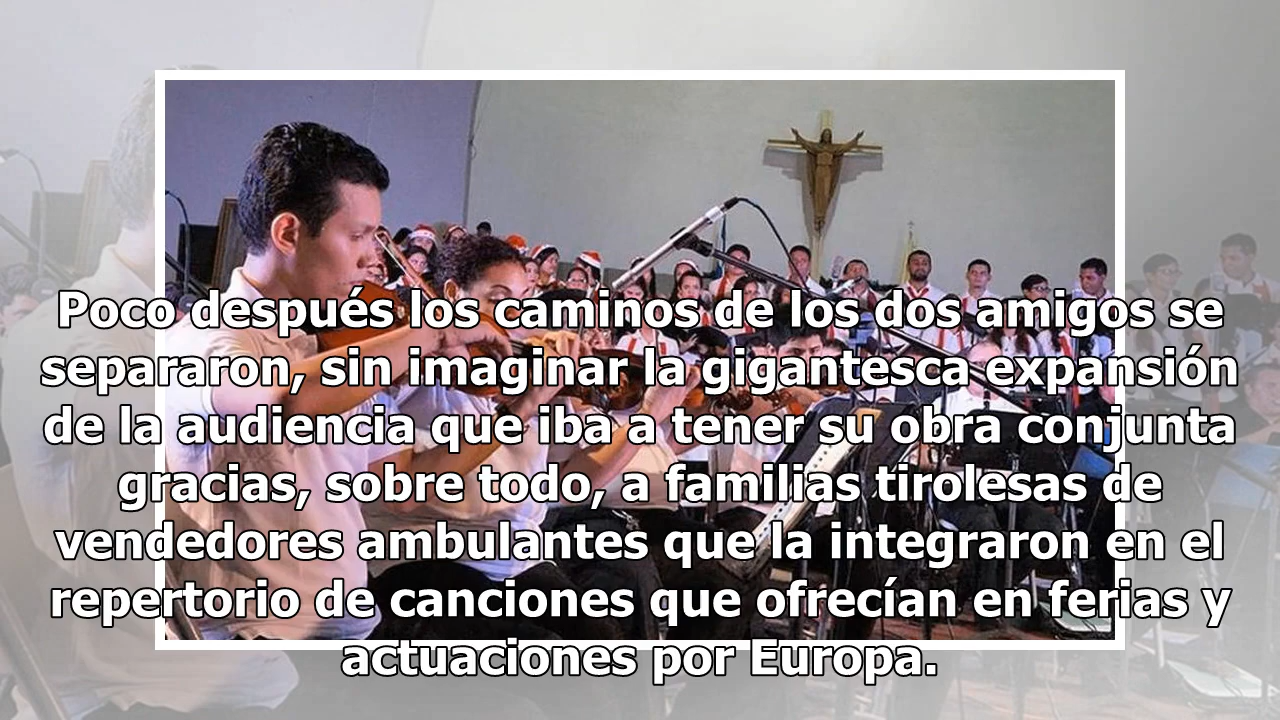 Poco después los caminos de los dos amigos se
separaron, sin imaginar la gigantesca expansión
de la audiencia que iba a tener su obra conjunta
gracias, sobre todo, a familias tirolesas de
vendedores ambulantes que la integraron en el
repertorio de canciones que ofrecían en ferias y
actuaciones por Europa.